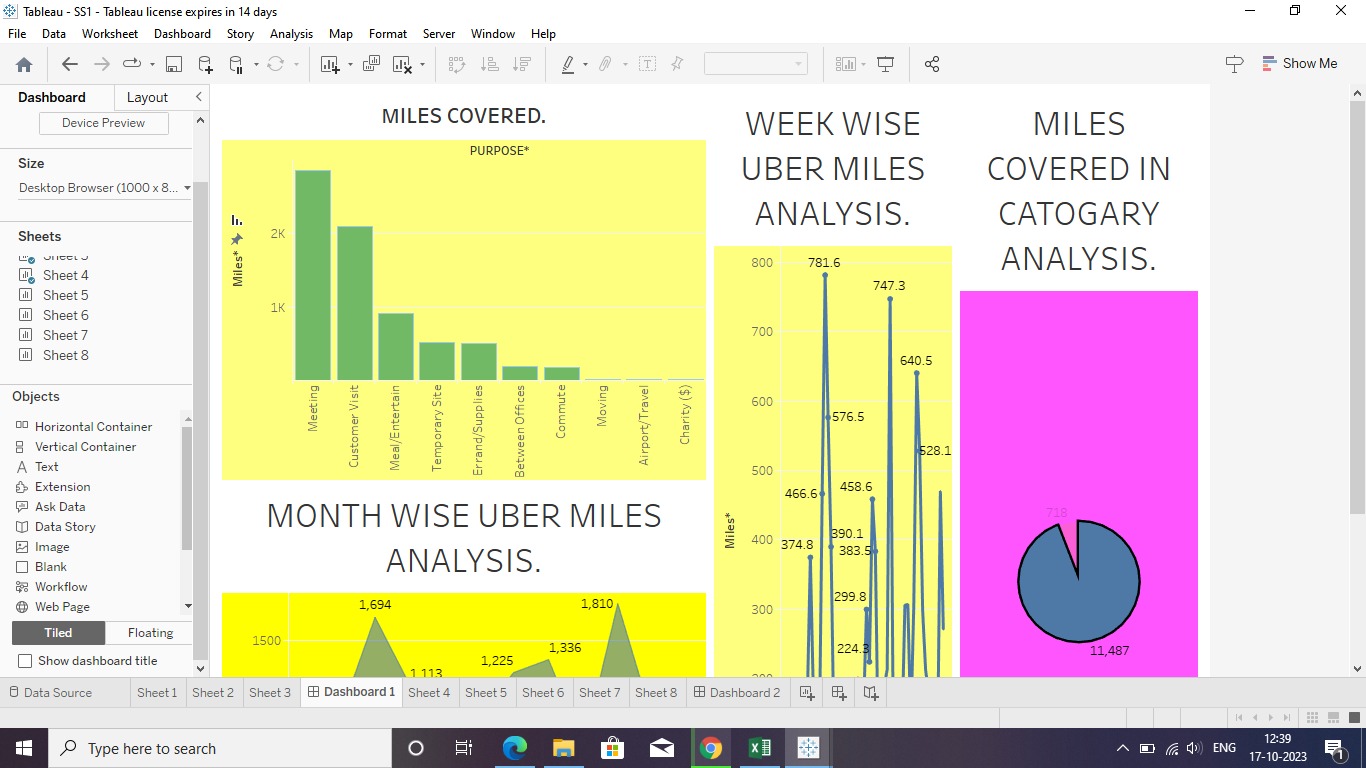 Tableau - SS1 - Tableau license expires in 14 days
File Data Worksheet Dashboard Story Analysis Map Format Server Window Help
Show Me
Dashboard Layout
Device Preview
Size
Desktop Browser (1000 x 8...
Sheets
Sheet 4
Sheet 5
Sheet 6
Sheet 7
Sheet 8
Objects
Horizontal Container
Vertical Container
Text
Extension
Ask Data
Data Story
Image
Blank
Workflow
Web Page
Tiled Floating
Show dashboard title
MILES COVERED.
PURPOSE*
Miles*
2K
1K
Meeting
Customer Visit
Meal/Entertain
Temporary Site
Errand/Supplies
Between Offices
Commute
Moving
Airport/Travel
Charity ($)
MONTH WISE UBER MILES
ANALYSIS.
1500
1,694
1,113
1,225
1,336
1,810
WEEK WISE
UBER MILES
ANALYSIS.
Miles*
800
700
600
500
400
300
200
781.6
747.3
640.5
576.5
528.1
466.6
458.6
390.1
383.5
374.8
299.8
224.3
MILES
COVERED IN
CATOGARY
ANALYSIS.
718
11,487
Data Source Sheet 1 Sheet 2 Sheet 3 Dashboard 1 Sheet 4 Sheet 5 Sheet 6 Sheet 7 Sheet 8 Dashboard 2
Type here to search
ENG
12:39
17-10-2023
1